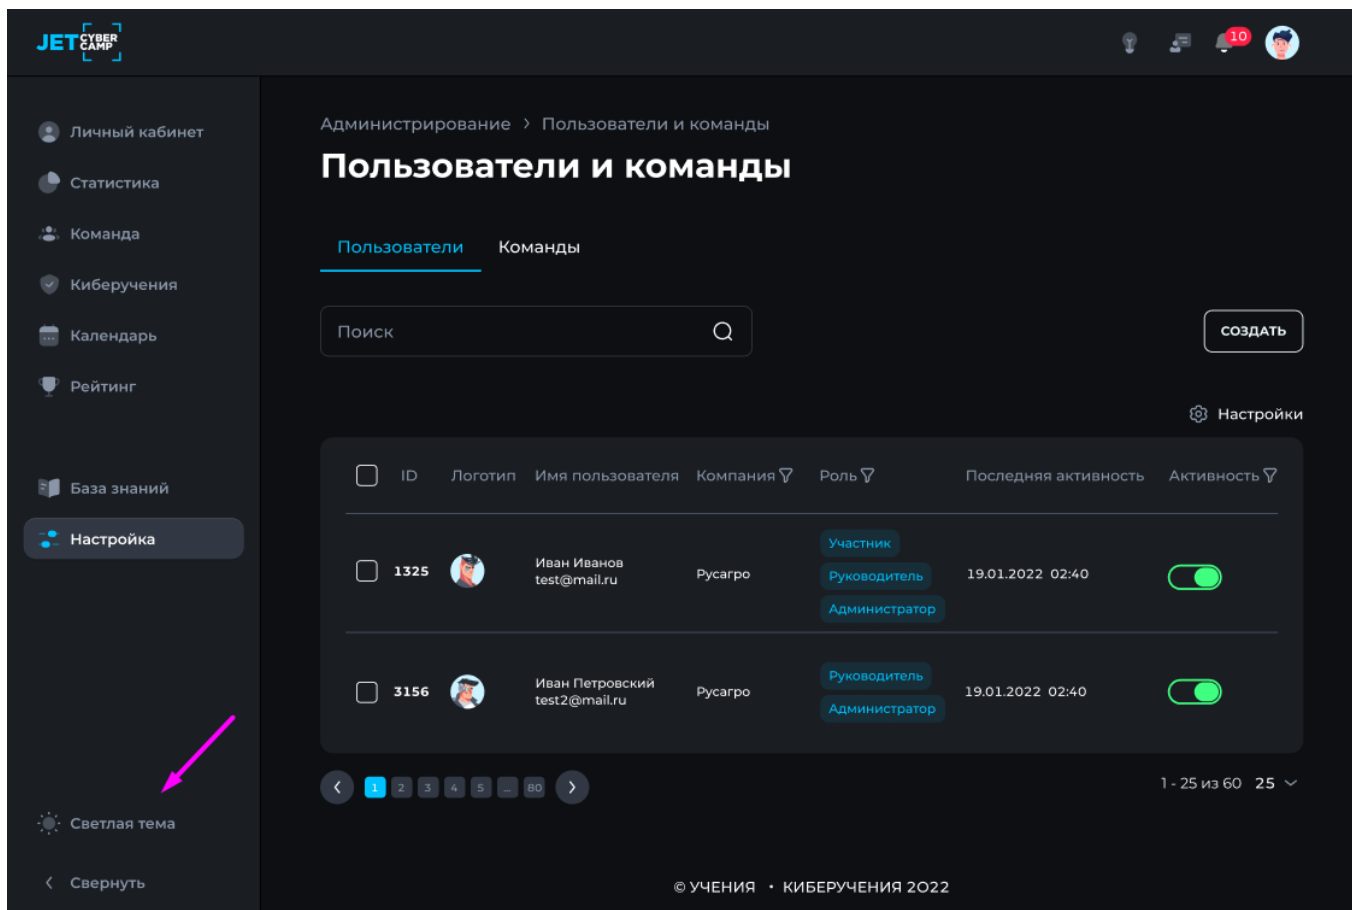 JET CYBER CAMP
10
Личный кабинет
Статистика
Команда
Киберучения
Календарь
Рейтинг
База знаний
Настройка
Светлая тема
Свернуть
Администрирование > Пользователи и команды
Пользователи и команды
Пользователи Команды
Поиск
СОЗДАТЬ
Настройки
ID Логотип Имя пользователя Компания Роль Последняя активность Активность
1325 Иван Иванов test@mail.ru Русагро Участник Руководитель Администратор 19.01.2022 02:40
3156 Иван Петровский test2@mail.ru Русагро Руководитель Администратор 19.01.2022 02:40
1 2 3 4 5 ... 80
1 - 25 из 60 25
© УЧЕНИЯ • КИБЕРУЧЕНИЯ 2022